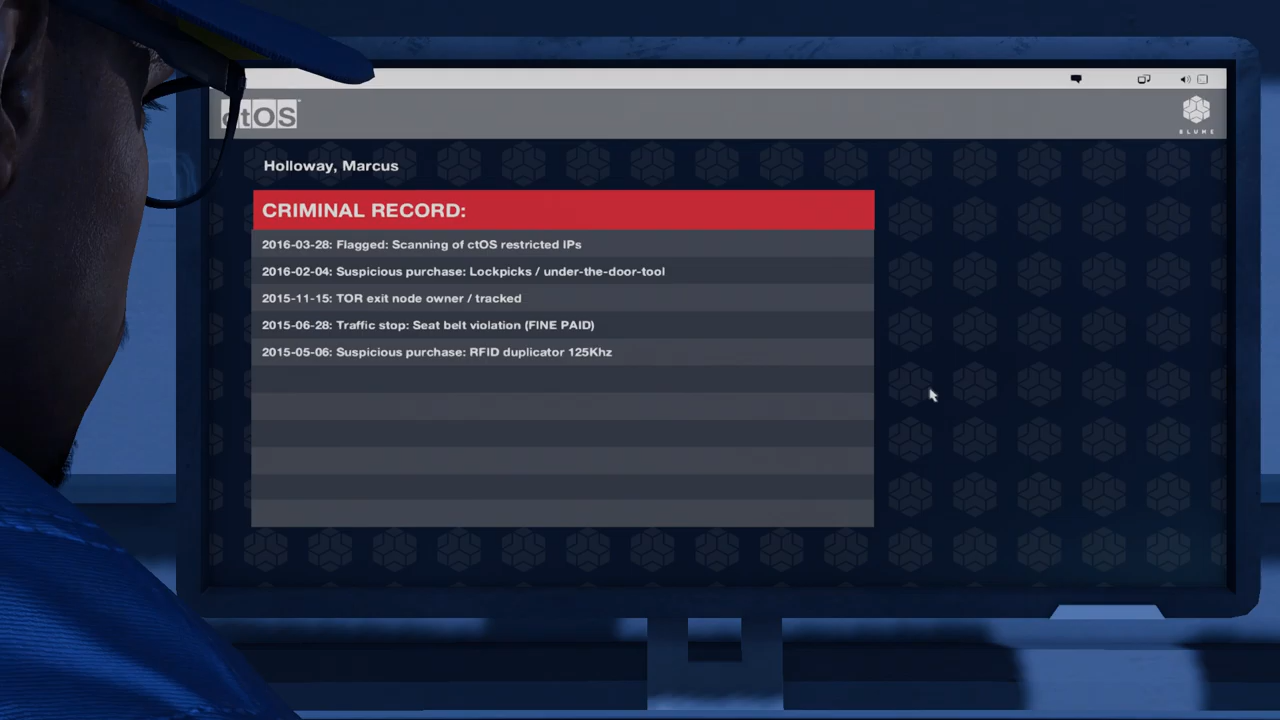 ctOS
BLUME
Holloway, Marcus
CRIMINAL RECORD:
2016-03-28: Flagged: Scanning of ctOS restricted IPs
2016-02-04: Suspicious purchase: Lockpicks / under-the-door-tool
2015-11-15: TOR exit node owner / tracked
2015-06-28: Traffic stop: Seat belt violation (FINE PAID)
2015-05-06: Suspicious purchase: RFID duplicator 125Khz